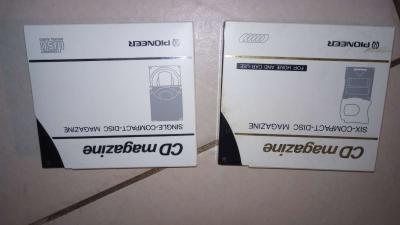 PIONEER
SINGLE-COMPACT-DISC MAGAZINE
CD magazine
PIONEER
FOR HOME AND CAR-USE
SIX-COMPACT-DISC MAGAZINE
CD magazine